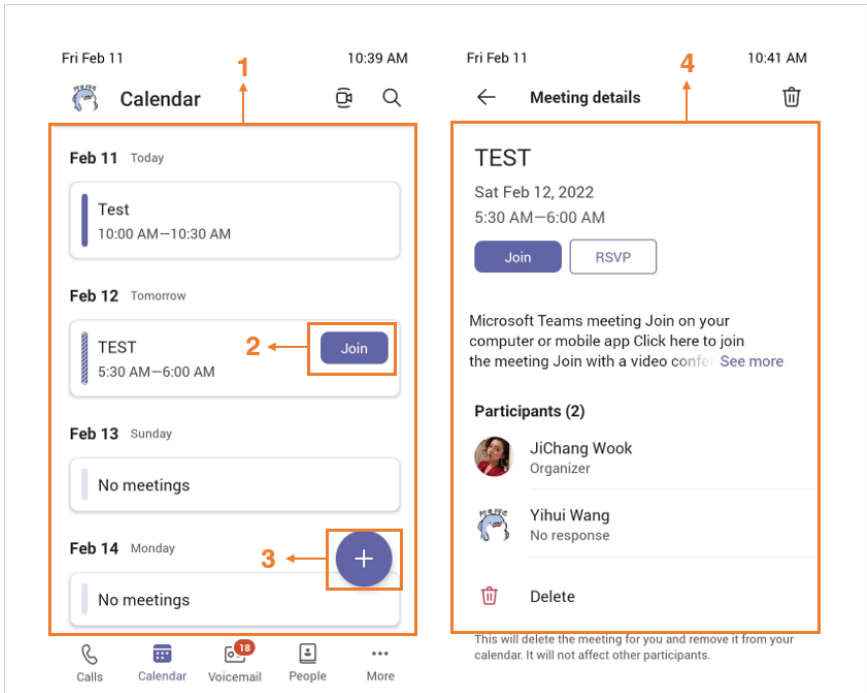 Fri Feb 11
10:39 AM
1
Calendar
Feb 11 Today
Test
10:00 AM—10:30 AM
Feb 12 Tomorrow
TEST
5:30 AM—6:00 AM
2
Join
Feb 13 Sunday
No meetings
Feb 14 Monday
3
+
No meetings
Calls
Calendar
18
Voicemail
People
More
Fri Feb 11
10:41 AM
4
Meeting details
TEST
Sat Feb 12, 2022
5:30 AM—6:00 AM
Join
RSVP
Microsoft Teams meeting Join on your
computer or mobile app Click here to join
the meeting Join with a video confer See more
Participants (2)
JiChang Wook
Organizer
Yihui Wang
No response
Delete
This will delete the meeting for you and remove it from your
calendar. It will not affect other participants.